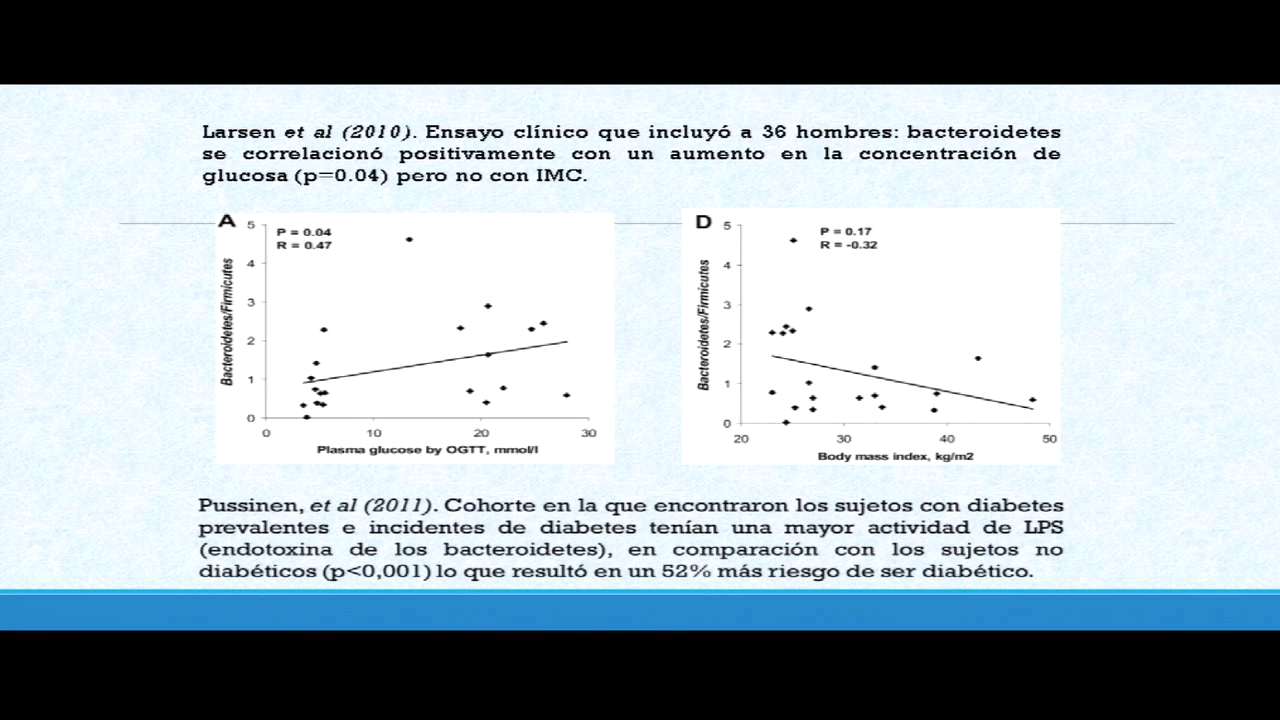 Larsen et al (2010). Ensayo clínico que incluyó a 36 hombres: bacteroidetes
se correlacionó positivamente con un aumento en la concentración de
glucosa (p=0.04) pero no con IMC.
A
P = 0.04
R = 0.47
Bacteroidetes/Firmicutes
5
4
3
2
1
0
0 10 20 30
Plasma glucose by OGTT, mmol/l
D
P = 0.17
R = -0.32
Bacteroidetes/Firmicutes
5
4
3
2
1
0
20 30 40 50
Body mass index, kg/m2
Pussinen, et al (2011). Cohorte en la que encontraron los sujetos con diabetes
prevalentes e incidentes de diabetes tenían una mayor actividad de LPS
(endotoxina de los bacteroidetes), en comparación con los sujetos no
diabéticos (p<0,001) lo que resultó en un 52% más riesgo de ser diabético.